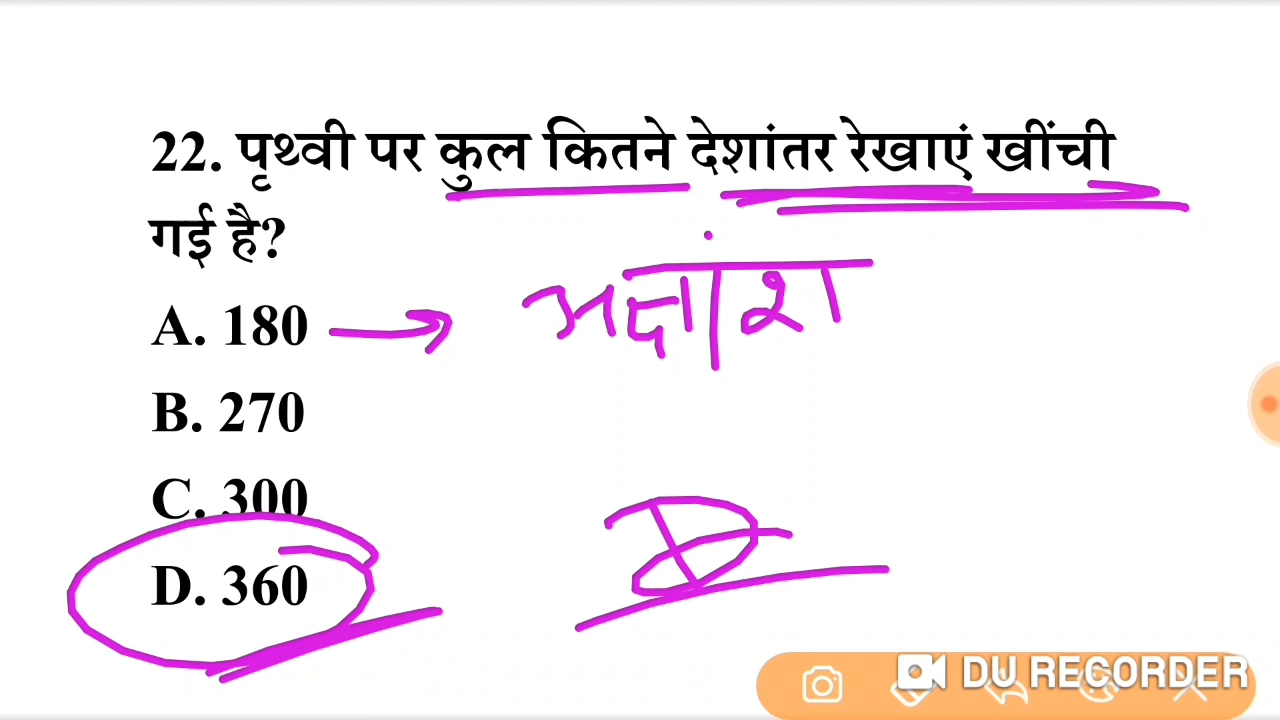 22. पृथ्वी पर कुल कितने देशांतर रेखाएं खींची
गई है?
A. 180 → अक्षांश
B. 270
C. 300
D. 360
D
DU RECORDER